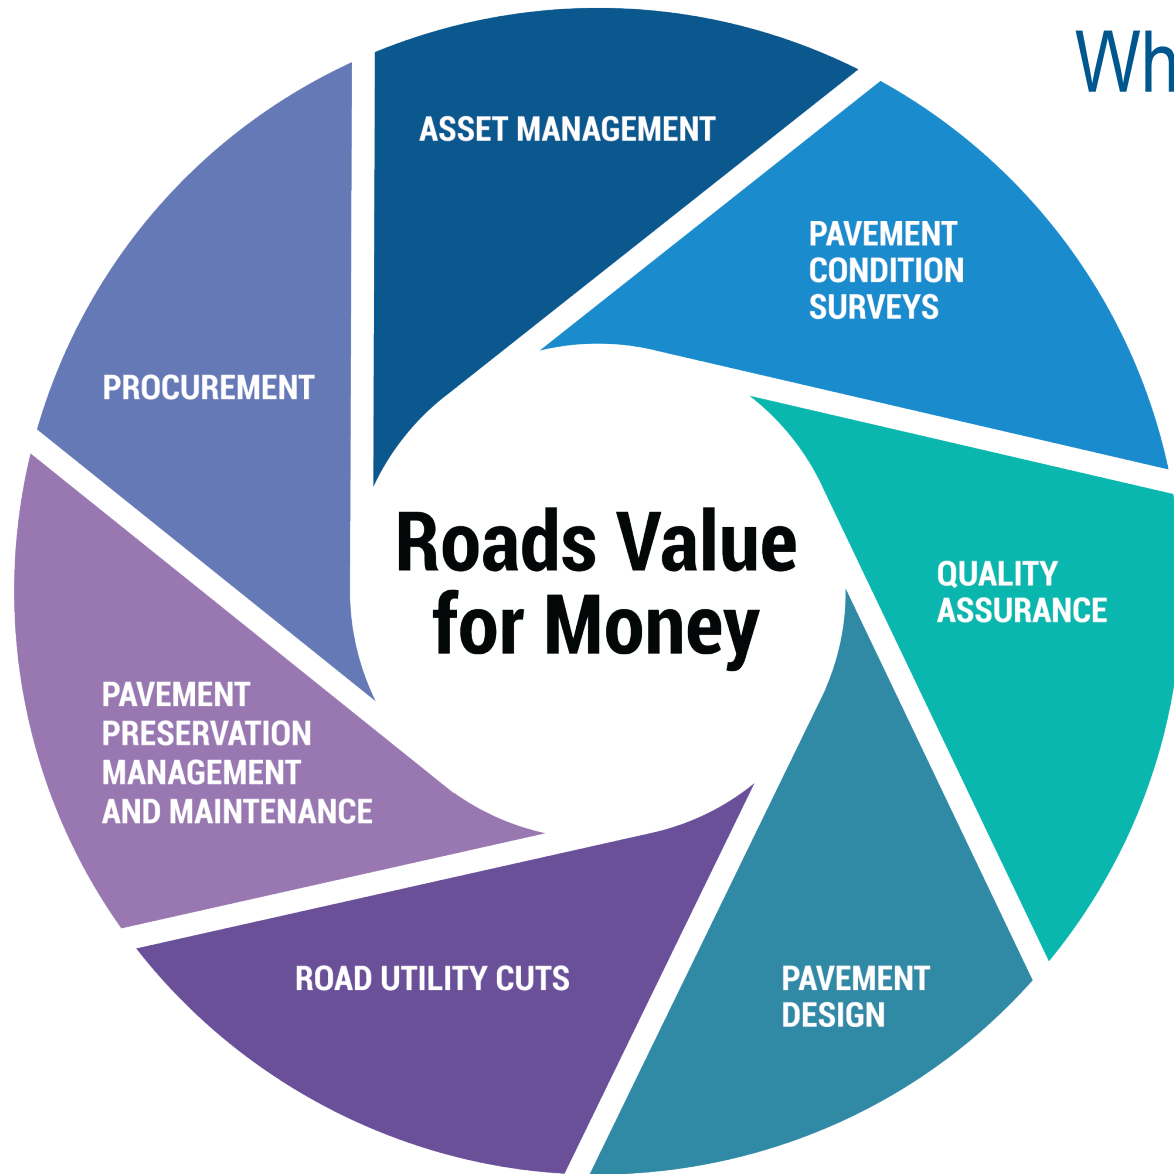 Wh
ASSET MANAGEMENT
PAVEMENT
CONDITION
SURVEYS
QUALITY
ASSURANCE
PAVEMENT
DESIGN
ROAD UTILITY CUTS
PAVEMENT
PRESERVATION
MANAGEMENT
AND MAINTENANCE
PROCUREMENT
Roads Value
for Money